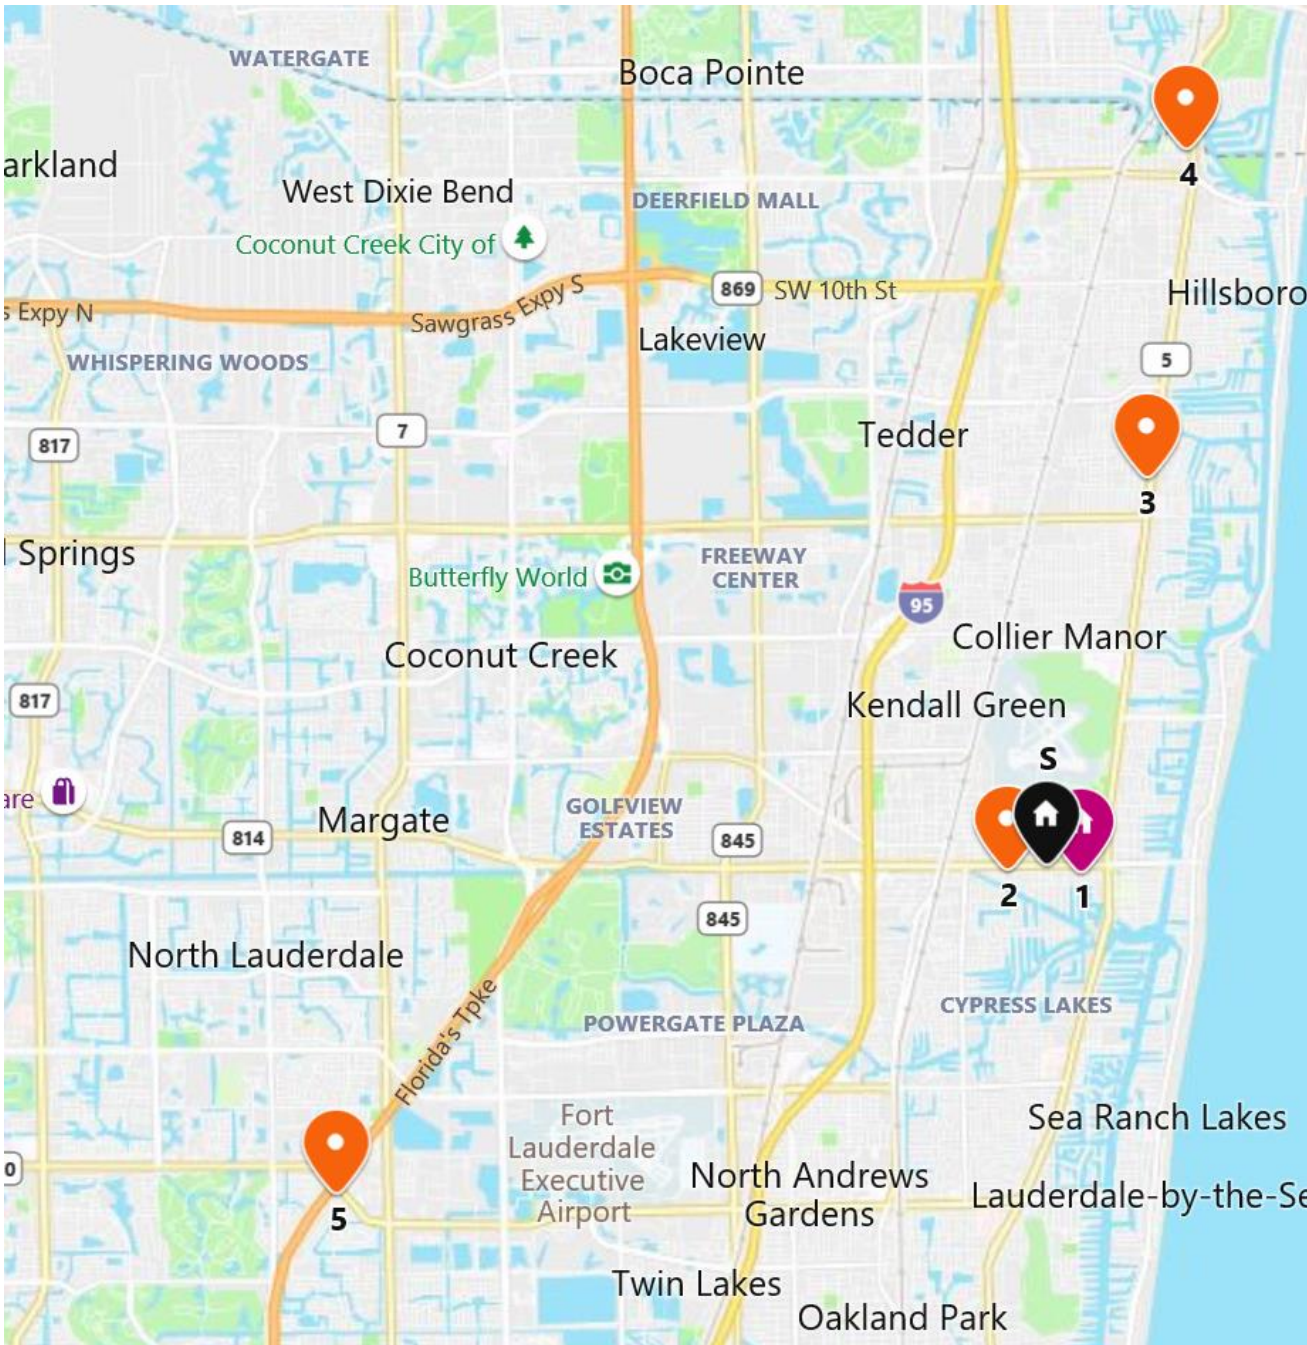 WATERGATE
Boca Pointe
arkland
4
West Dixie Bend
DEERFIELD MALL
Coconut Creek City of
869
SW 10th St
Hillsboro
s Expy N
Sawgrass Expy S
Lakeview
WHISPERING WOODS
5
7
817
Tedder
3
Springs
FREEWAY
CENTER
Butterfly World
95
Collier Manor
Coconut Creek
817
Kendall Green
S
are
GOLFVIEW
ESTATES
Margate
814
845
2
1
845
North Lauderdale
Florida's Tpke
CYPRESS LAKES
POWERGATE PLAZA
Fort
Lauderdale
Executive
Airport
Sea Ranch Lakes
0
North Andrews
Gardens
Lauderdale-by-the-Se
5
Twin Lakes
Oakland Park